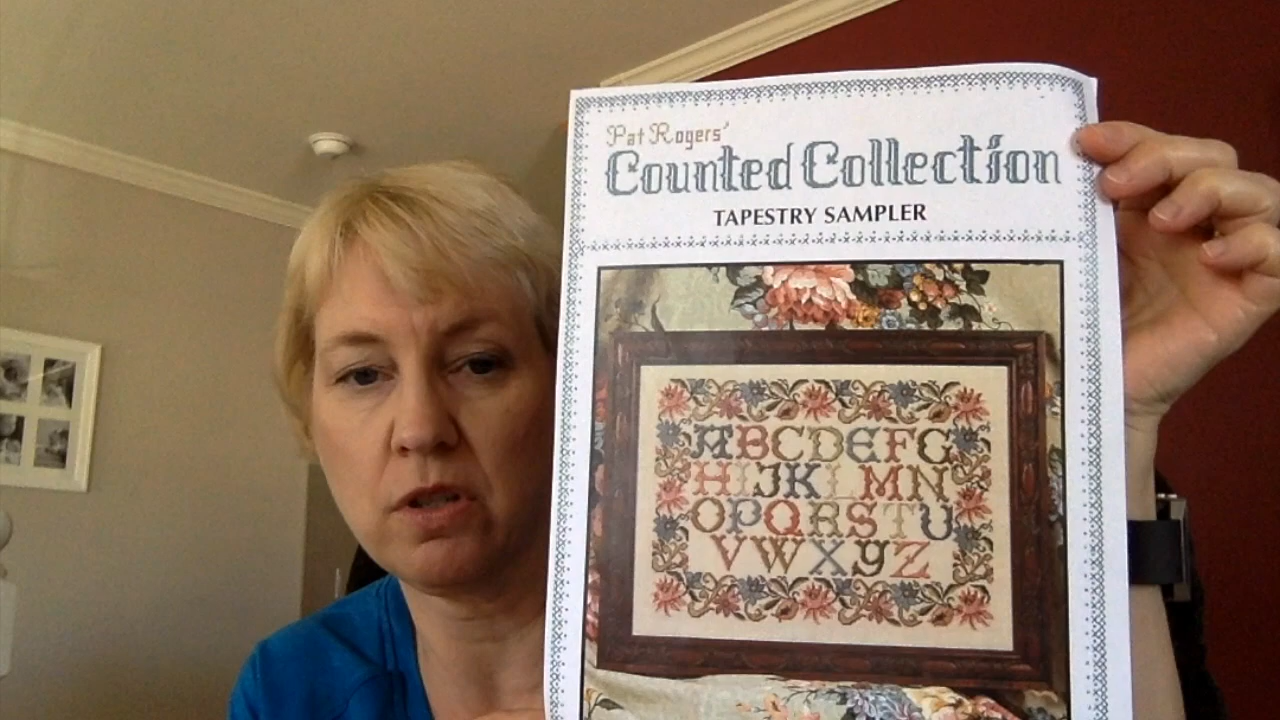 Pat Rogers'
Counted Collection
TAPESTRY SAMPLER
ABCDEFG
HIJKLMN
OPQRSTU
VWXYZ